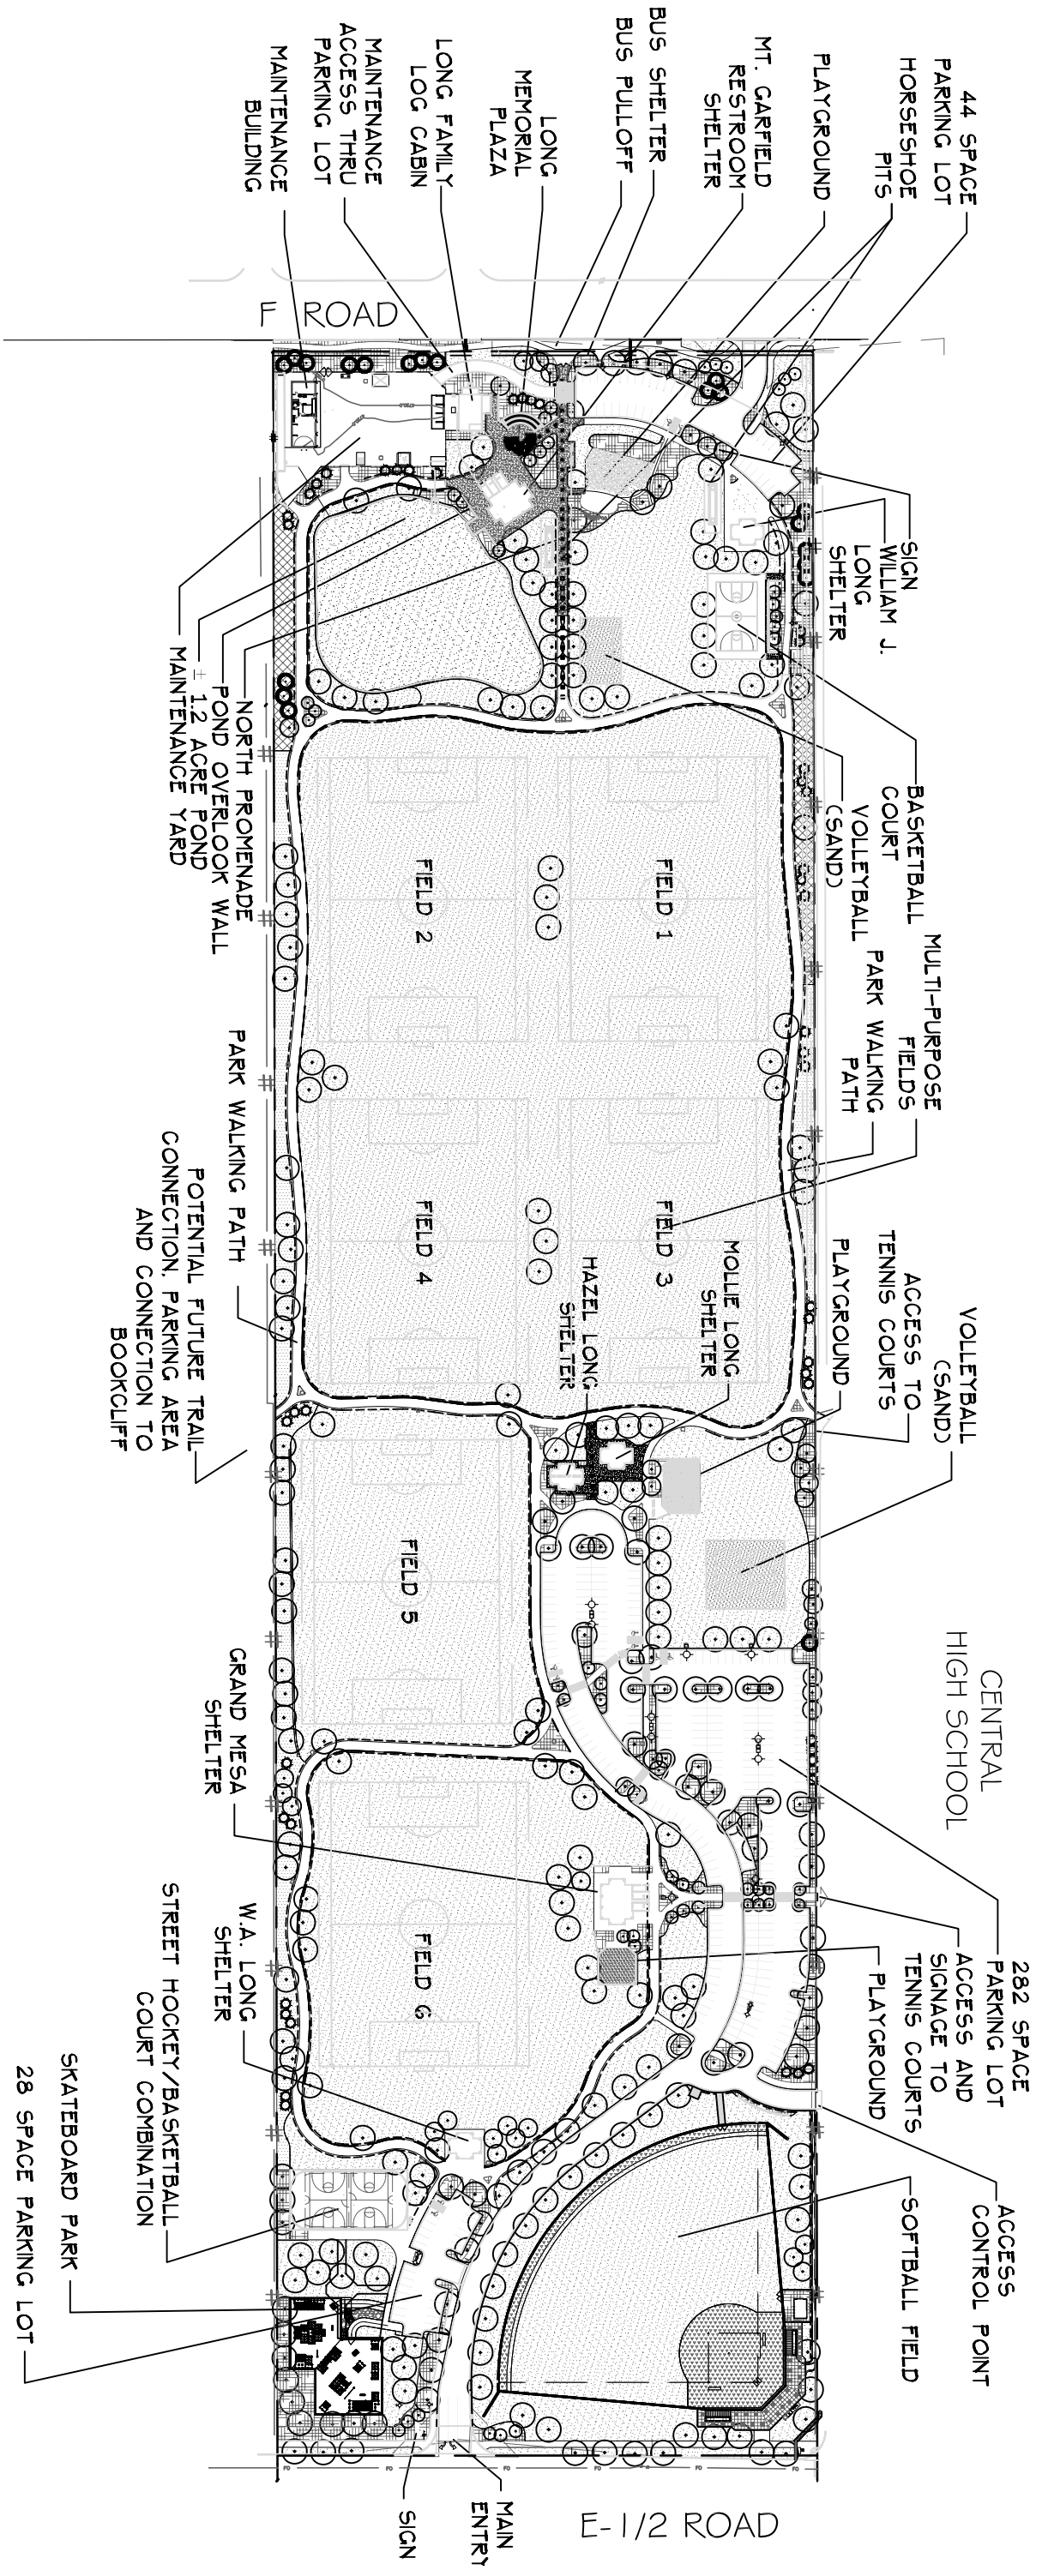 44 SPACE
PARKING LOT
HORSESHOE
PITS
PLAYGROUND
MT. GARFIELD
RESTROOM
SHELTER
BUS SHELTER
BUS PULLOFF
LONG
MEMORIAL
PLAZA
LONG FAMILY
LOG CABIN
MAINTENANCE
ACCESS THRU
PARKING LOT
MAINTENANCE
BUILDING
F ROAD
SIGN
WILLIAM J.
LONG
SHELTER
BASKETBALL
COURT
VOLLEYBALL
(SAND)
NORTH PROMENADE
POND OVERLOOK WALL
± 1.2 ACRE POND
MAINTENANCE YARD
FIELD 1
FIELD 2
MULTI-PURPOSE
FIELDS
PARK WALKING
PATH
PARK WALKING PATH
FIELD 3
FIELD 4
POTENTIAL FUTURE TRAIL
CONNECTION, PARKING AREA
AND CONNECTION TO
BOOKCLIFF
MOLLIE LONG
SHELTER
HAZEL LONG
SHELTER
VOLLEYBALL
(SAND)
ACCESS TO
TENNIS COURTS
PLAYGROUND
FIELD 5
CENTRAL
HIGH SCHOOL
GRAND MESA
SHELTER
282 SPACE
PARKING LOT
ACCESS AND
SIGNAGE TO
TENNIS COURTS
PLAYGROUND
FIELD 6
W.A. LONG
SHELTER
STREET HOCKEY/BASKETBALL
COURT COMBINATION
ACCESS
CONTROL POINT
SOFTBALL FIELD
SKATEBOARD PARK
28 SPACE PARKING LOT
MAIN
ENTRY
SIGN
E-1/2 ROAD